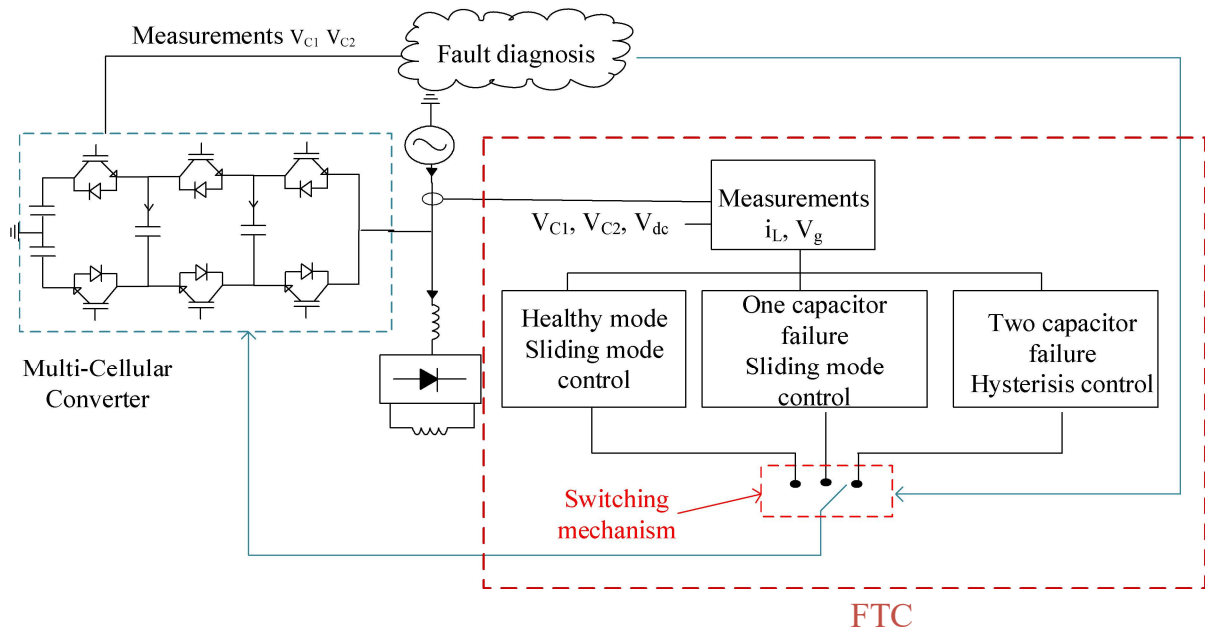 Measurements V_C1 V_C2
Fault diagnosis
Measurements
i_L, V_g
V_C1, V_C2, V_dc
Healthy mode
Sliding mode
control
One capacitor
failure
Sliding mode
control
Two capacitor
failure
Hysterisis control
Multi-Cellular
Converter
Switching
mechanism
FTC